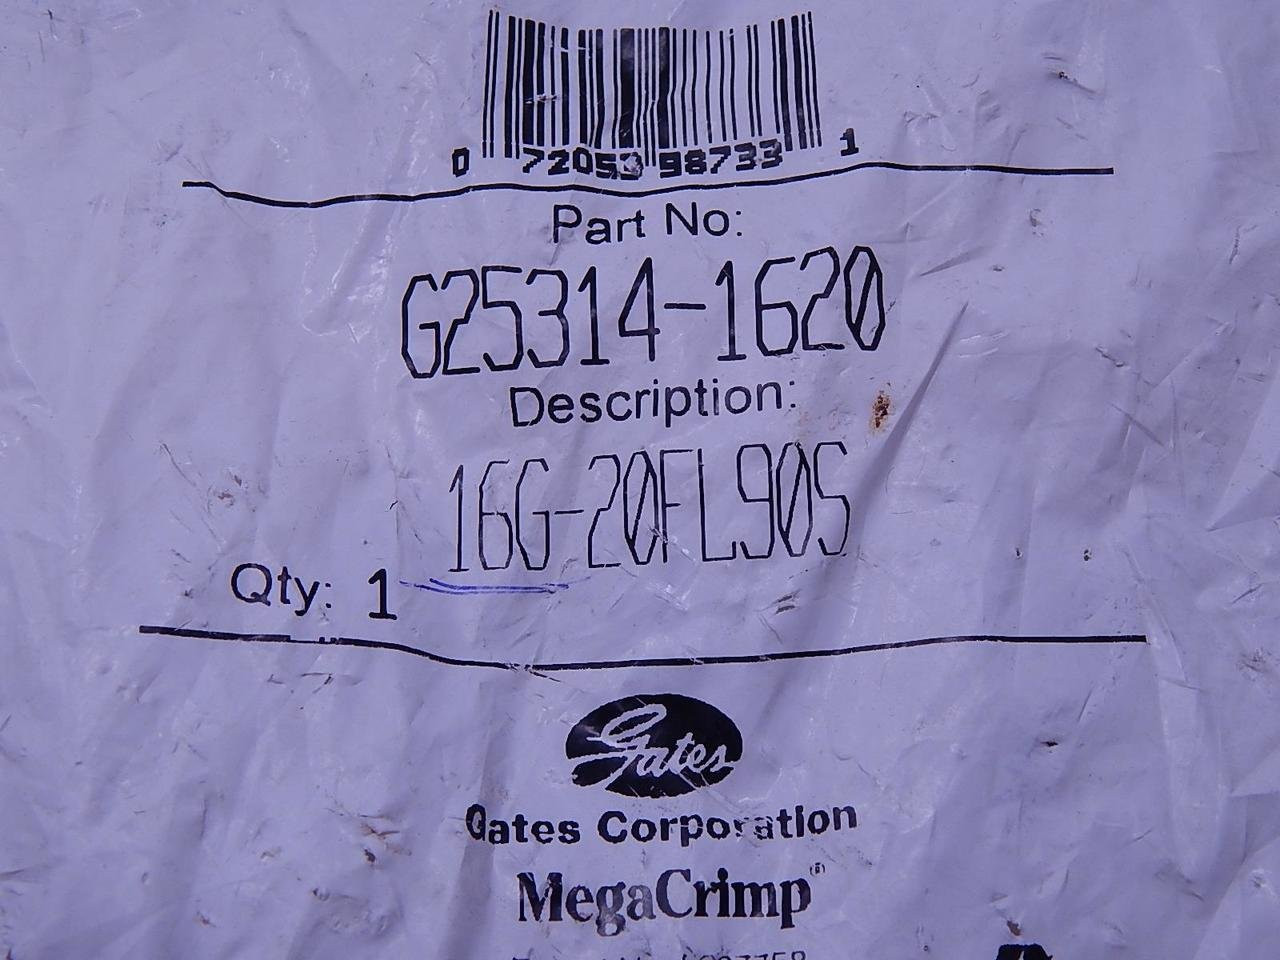 0 72053 98733 1
Part No:
G25314-1620
Description:
16G-20FL90S
Qty: 1
Gates
Gates Corporation
MegaCrimp®